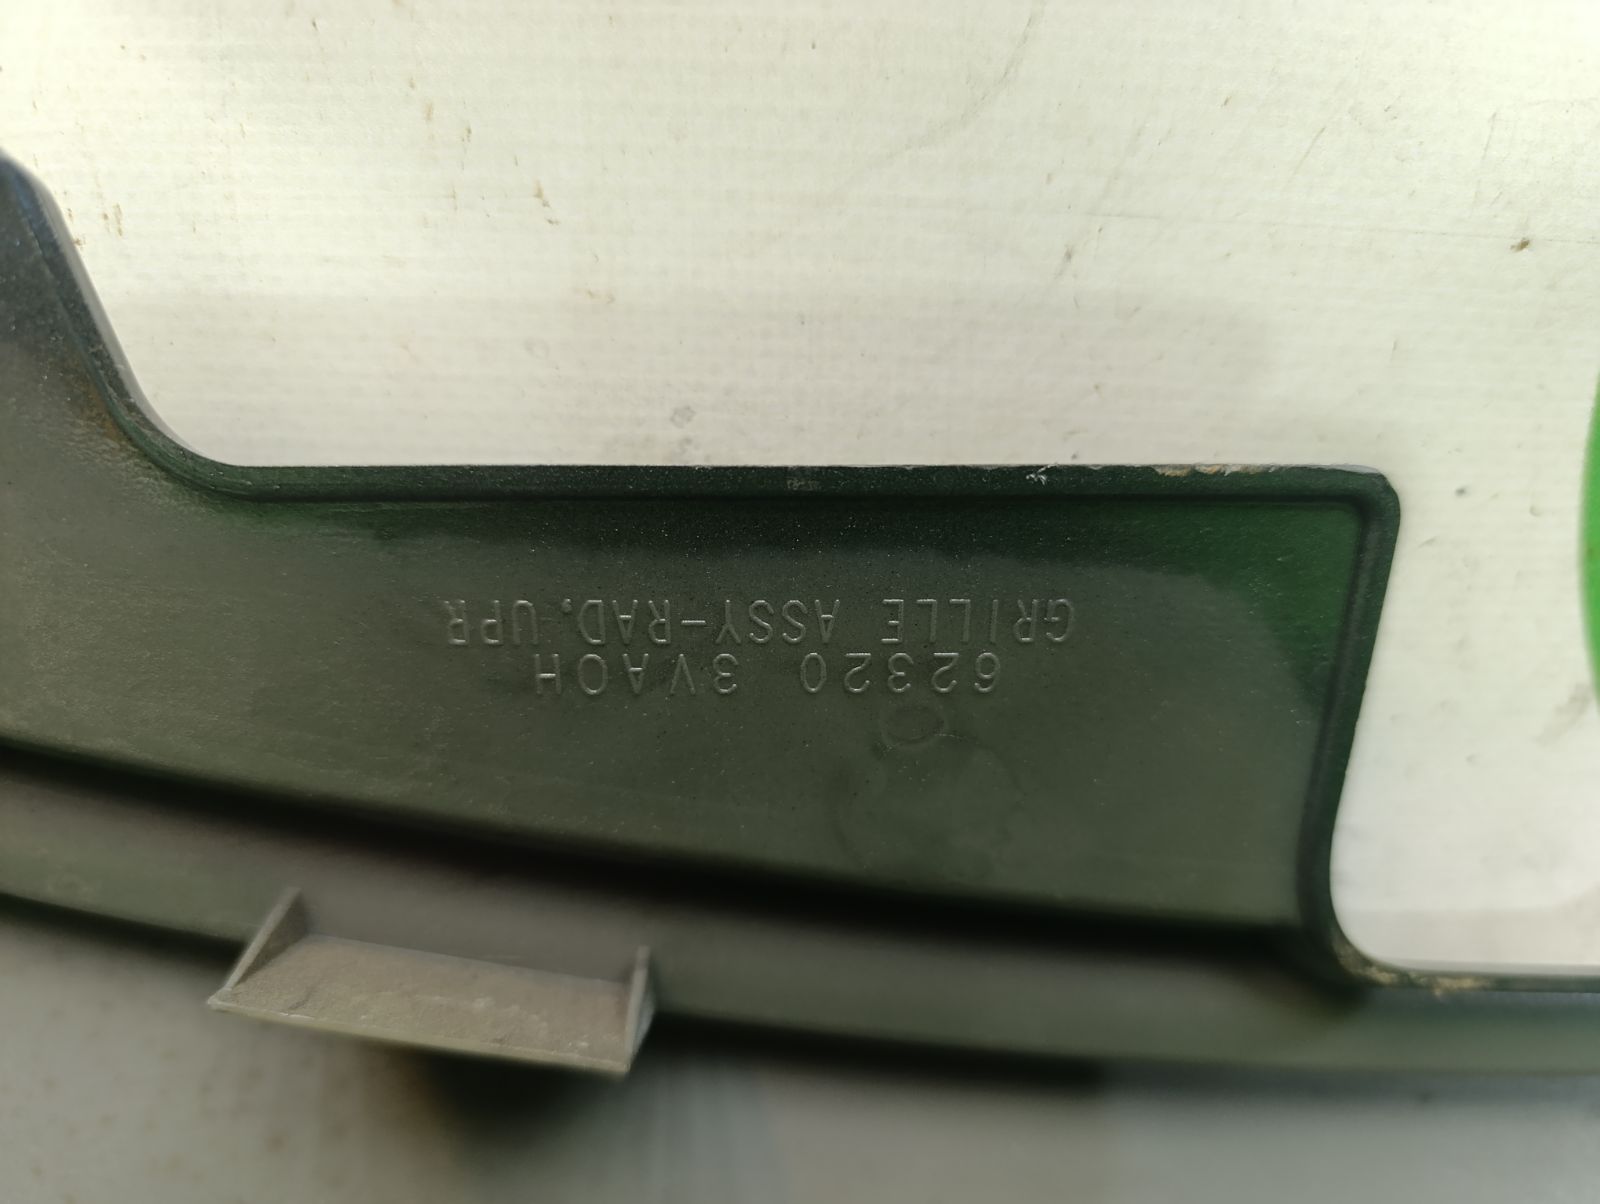 62320 3VA0H
GRILLE ASSY-RAD, UPR